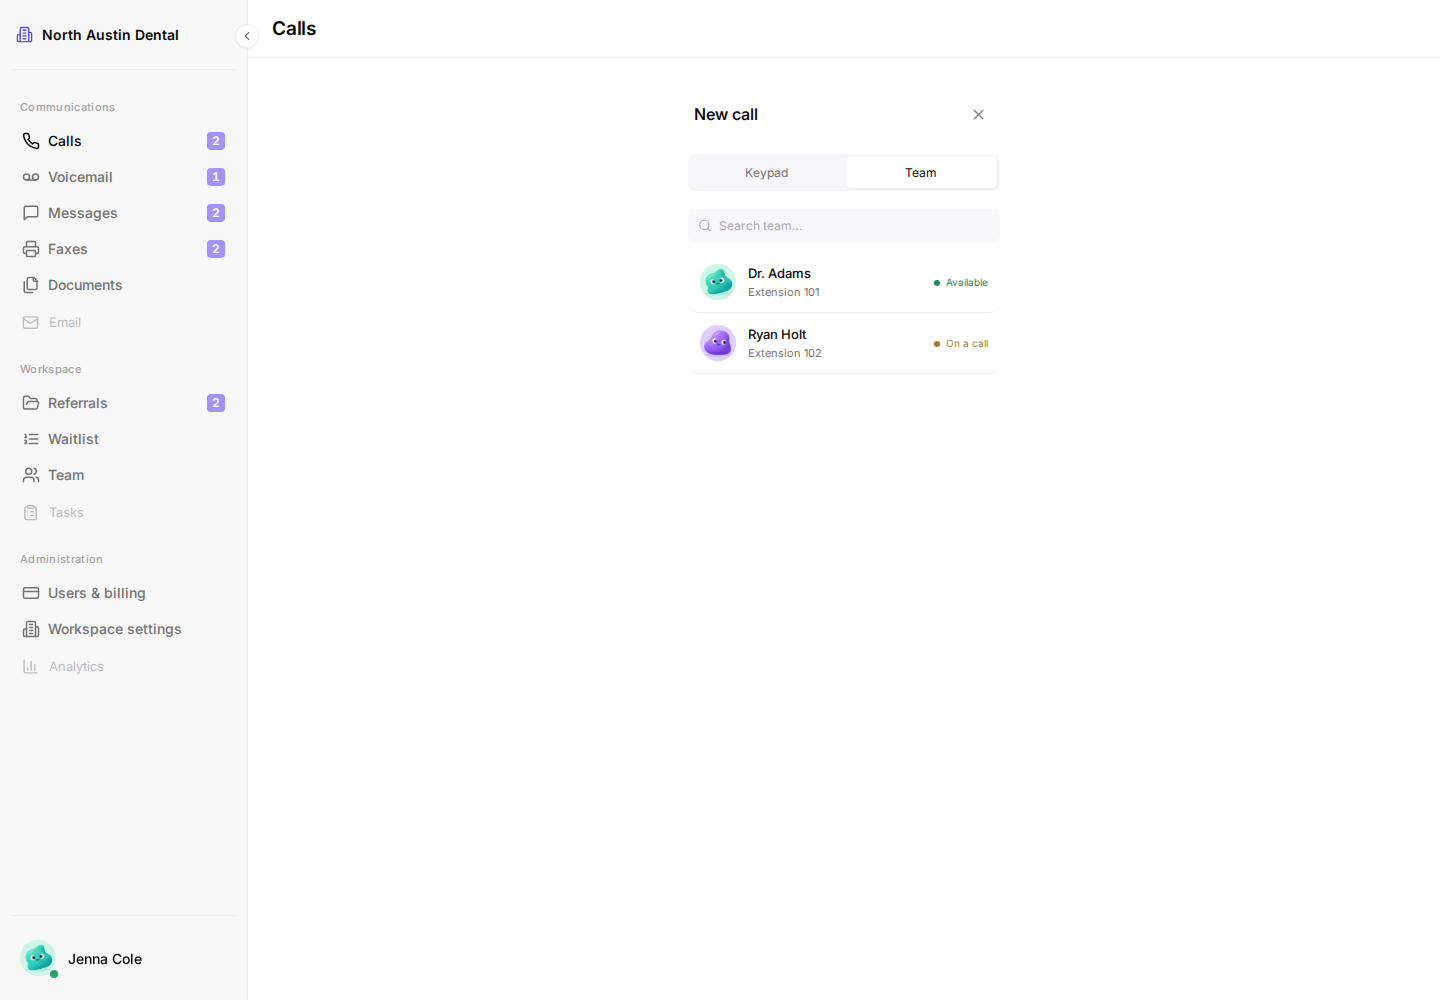 North Austin Dental
Calls
Communications
Calls 2
Voicemail 1
Messages 2
Faxes 2
Documents
Email
Workspace
Referrals 2
Waitlist
Team
Tasks
Administration
Users & billing
Workspace settings
Analytics
Jenna Cole
New call
Keypad Team
Search team...
Dr. Adams
Extension 101
Available
Ryan Holt
Extension 102
On a call